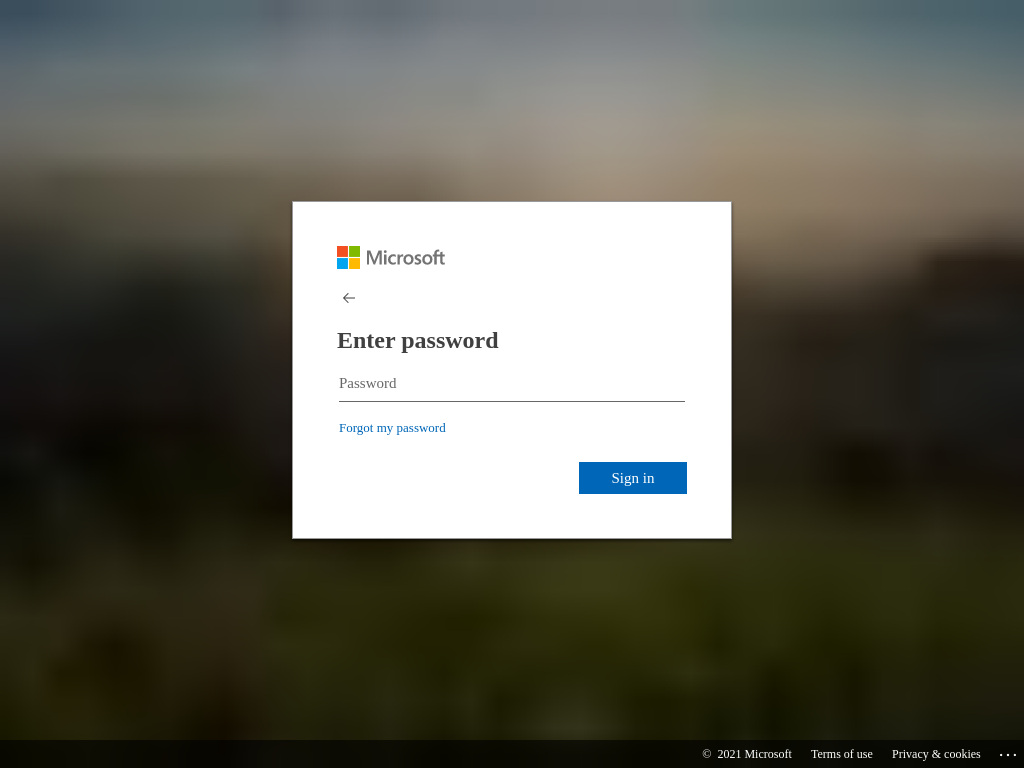 Microsoft
Enter password
Password
Forgot my password
Sign in
© 2021 Microsoft Terms of use Privacy & cookies ...